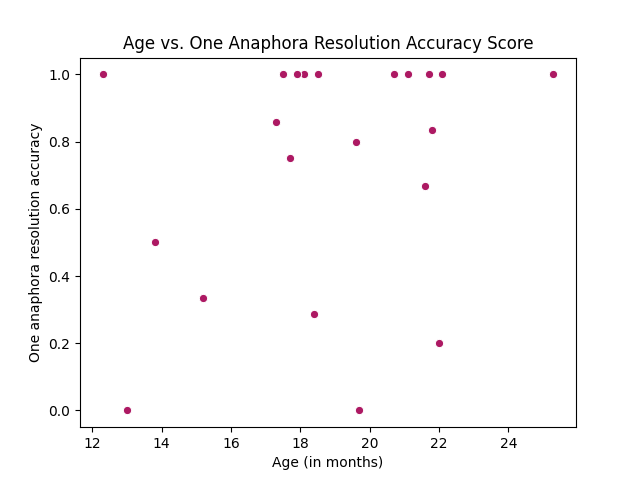 Age vs. One Anaphora Resolution Accuracy Score
1.0
0.8
0.6
0.4
0.2
0.0
One anaphora resolution accuracy
12 14 16 18 20 22 24
Age (in months)